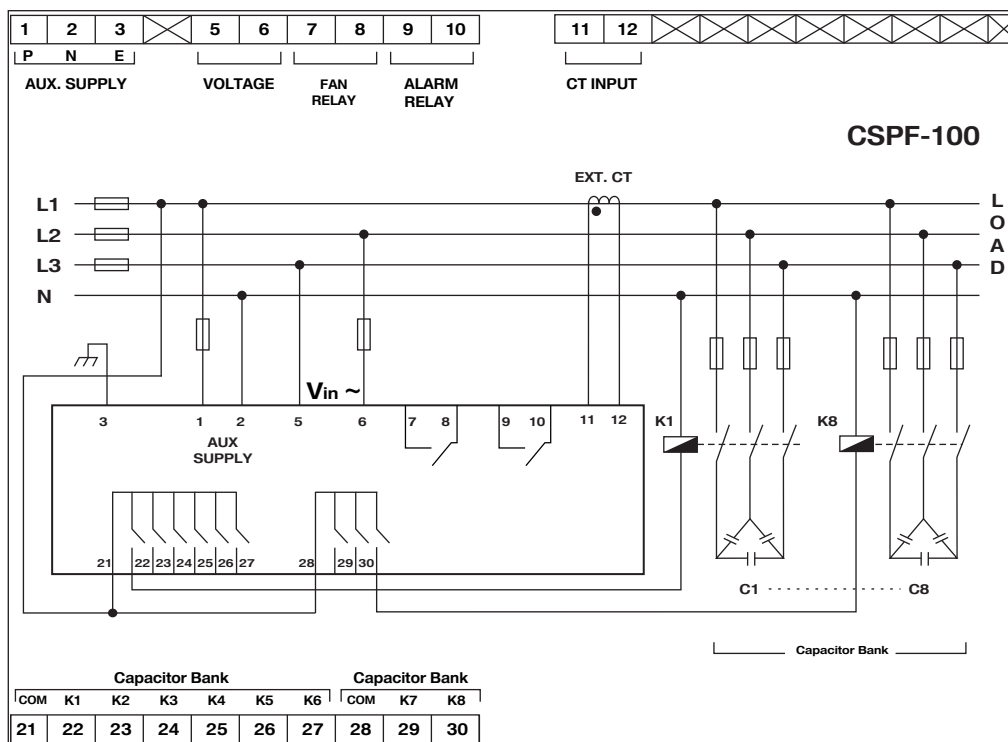 1 2 3 5 6 7 8 9 10 11 12
P N E
AUX. SUPPLY VOLTAGE FAN RELAY ALARM RELAY CT INPUT
CSPF-100
EXT. CT
L1
L2
L3
N
LOAD
Vin ~
3 1 2 5 6 7 8 9 10 11 12 K1 K8
AUX
SUPPLY
21 22 23 24 25 26 27 28 29 30
C1 C8
Capacitor Bank
Capacitor Bank Capacitor Bank
COM K1 K2 K3 K4 K5 K6 COM K7 K8
21 22 23 24 25 26 27 28 29 30